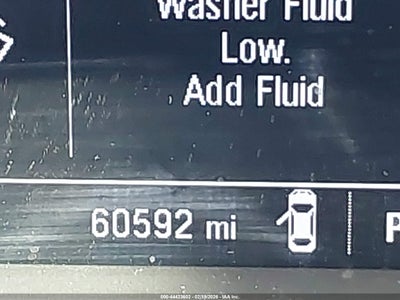 Washer Fluid
Low.
Add Fluid
60592 mi
P